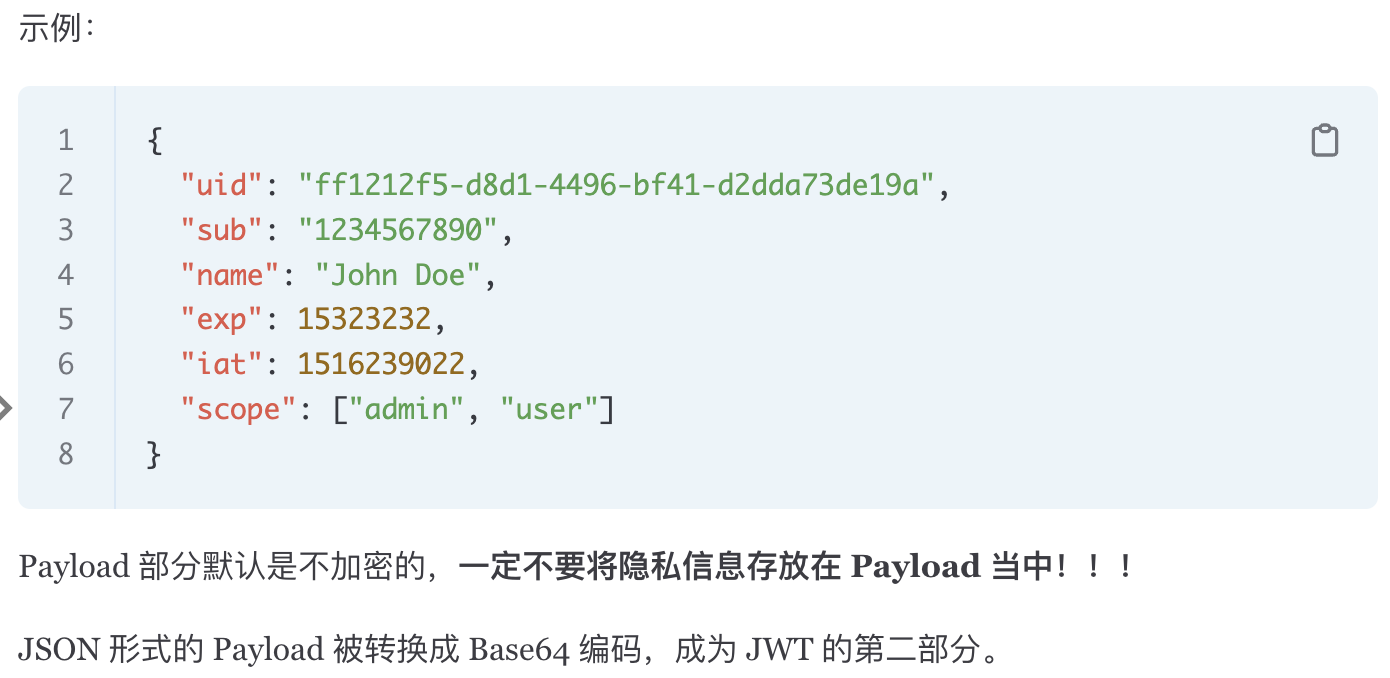 示例：
1 {
2 "uid": "ff1212f5-d8d1-4496-bf41-d2dda73de19a",
3 "sub": "1234567890",
4 "name": "John Doe",
5 "exp": 15323232,
6 "iat": 1516239022,
7 "scope": ["admin", "user"]
8 }
Payload 部分默认是不加密的，一定不要将隐私信息存放在 Payload 当中！！！
JSON 形式的 Payload 被转换成 Base64 编码，成为 JWT 的第二部分。